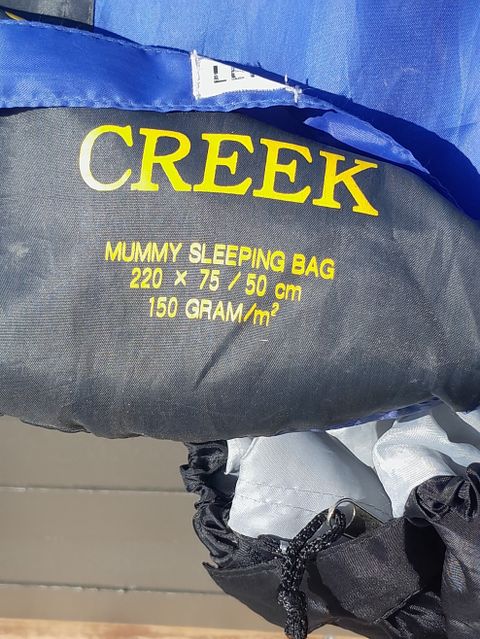 CREEK
MUMMY SLEEPING BAG
220 × 75 / 50 cm
150 GRAM/m²